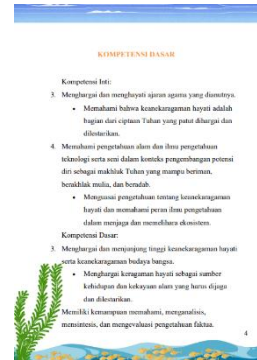 KOMPETENSI DASAR
Kompetensi Inti:
3. Menghargai dan menghayati ajaran agama yang dianutnya.
• Memahami bahwa keanekaragaman hayati adalah
bagian dari ciptaan Tuhan yang patut dihargai dan
dilestarikan.
4. Memahami pengetahuan alam dan ilmu pengetahuan
teknologi serta seni dalam konteks pengembangan potensi
diri sebagai makhluk Tuhan yang mampu beriman,
berakhlak mulia, dan beradab.
• Menguasai pengetahuan tentang keanekaragaman
hayati dan memahami peran ilmu pengetahuan
dalam menjaga dan memelihara ekosistem.
Kompetensi Dasar:
3. Menghargai dan menjunjung tinggi keanekaragaman hayati
serta keanekaragaman budaya bangsa.
• Menghargai keragaman hayati sebagai sumber
kehidupan dan kekayaan alam yang harus dijaga
dan dilestarikan.
Memiliki kemampuan memahami, menganalisis,
mensintesis, dan mengevaluasi pengetahuan faktua.
4